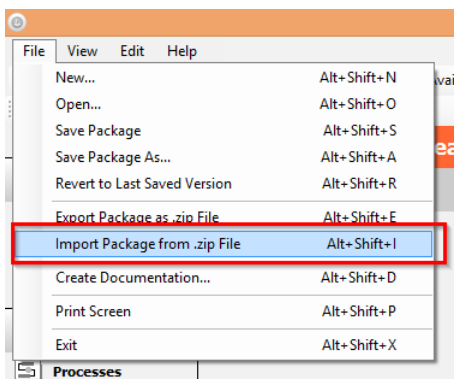 File View Edit Help
New... Alt+Shift+N
Open... Alt+Shift+O
Save Package Alt+Shift+S
Save Package As... Alt+Shift+A
Revert to Last Saved Version Alt+Shift+R
Export Package as .zip File Alt+Shift+E
Import Package from .zip File Alt+Shift+I
Create Documentation... Alt+Shift+D
Print Screen Alt+Shift+P
Exit Alt+Shift+X
Processes